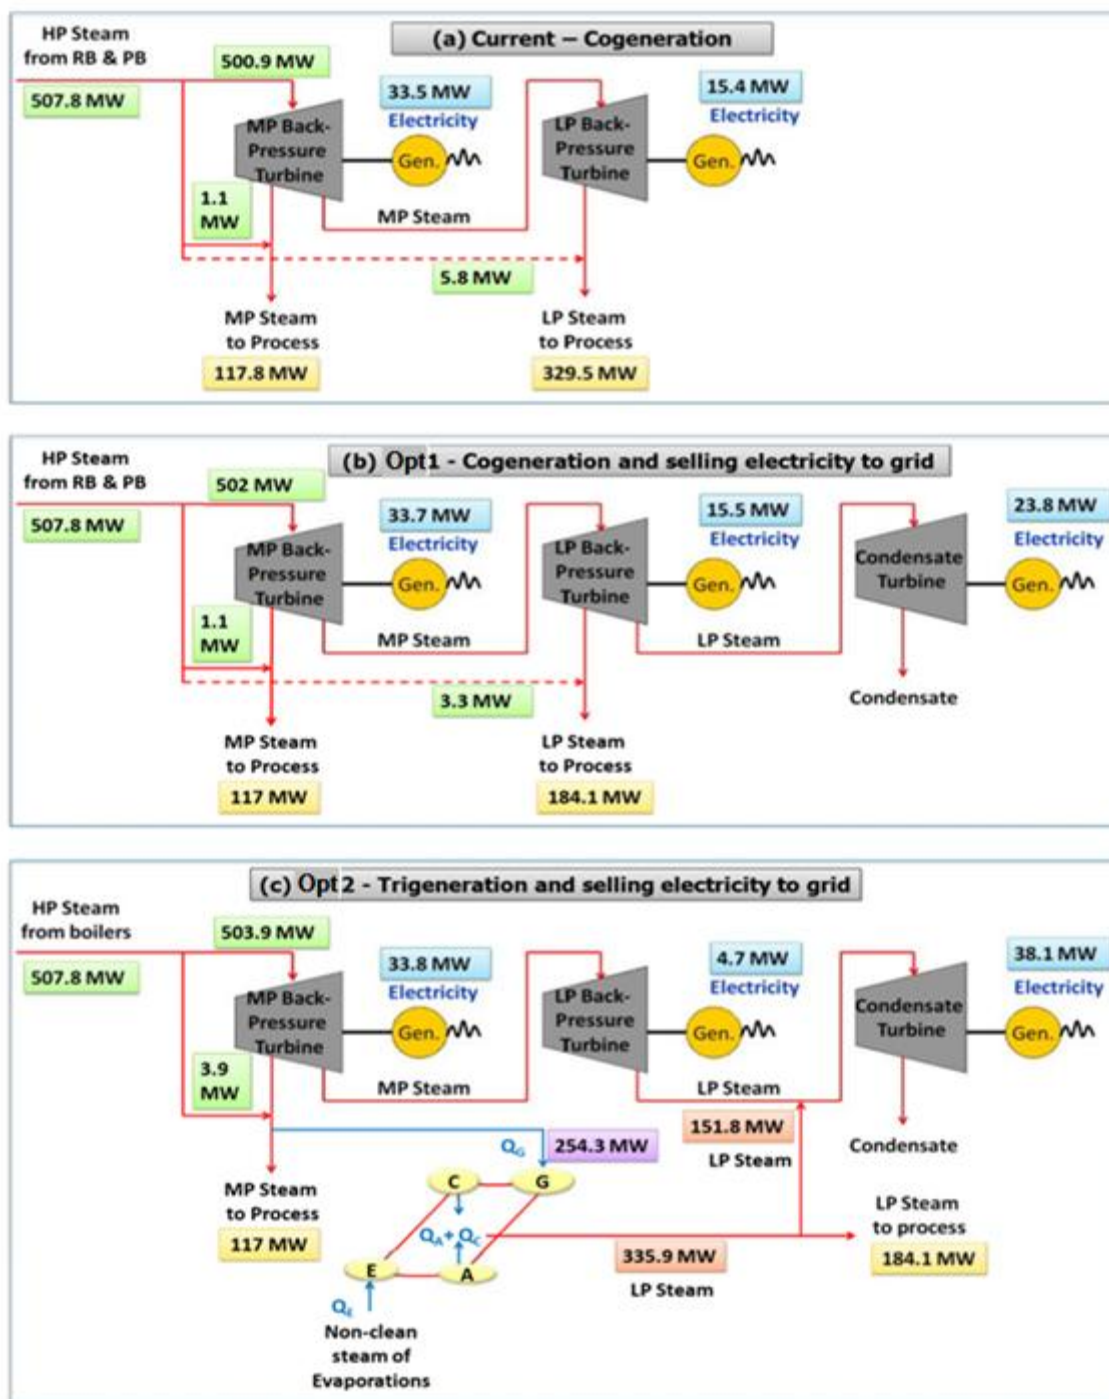 (a) Current – Cogeneration
HP Steam
from RB & PB
507.8 MW
500.9 MW
MP Back-
Pressure
Turbine
33.5 MW
Electricity
Gen.
LP Back-
Pressure
Turbine
15.4 MW
Electricity
Gen.
1.1
MW
MP Steam
5.8 MW
MP Steam
to Process
117.8 MW
LP Steam
to Process
329.5 MW
(b) Opt1 - Cogeneration and selling electricity to grid
HP Steam
from RB & PB
507.8 MW
502 MW
MP Back-
Pressure
Turbine
33.7 MW
Electricity
Gen.
LP Back-
Pressure
Turbine
15.5 MW
Electricity
Gen.
Condensate
Turbine
23.8 MW
Electricity
Gen.
1.1
MW
MP Steam
LP Steam
3.3 MW
Condensate
MP Steam
to Process
117 MW
LP Steam
to Process
184.1 MW
(c) Opt2 - Trigeneration and selling electricity to grid
HP Steam
from boilers
507.8 MW
503.9 MW
MP Back-
Pressure
Turbine
33.8 MW
Electricity
Gen.
LP Back-
Pressure
Turbine
4.7 MW
Electricity
Gen.
Condensate
Turbine
38.1 MW
Electricity
Gen.
3.9
MW
MP Steam
LP Steam
151.8 MW
LP Steam
Condensate
QG
254.3 MW
C
G
MP Steam
to Process
117 MW
QA + QC
335.9 MW
LP Steam
LP Steam
to process
184.1 MW
E
A
QE
Non-clean
steam of
Evaporations